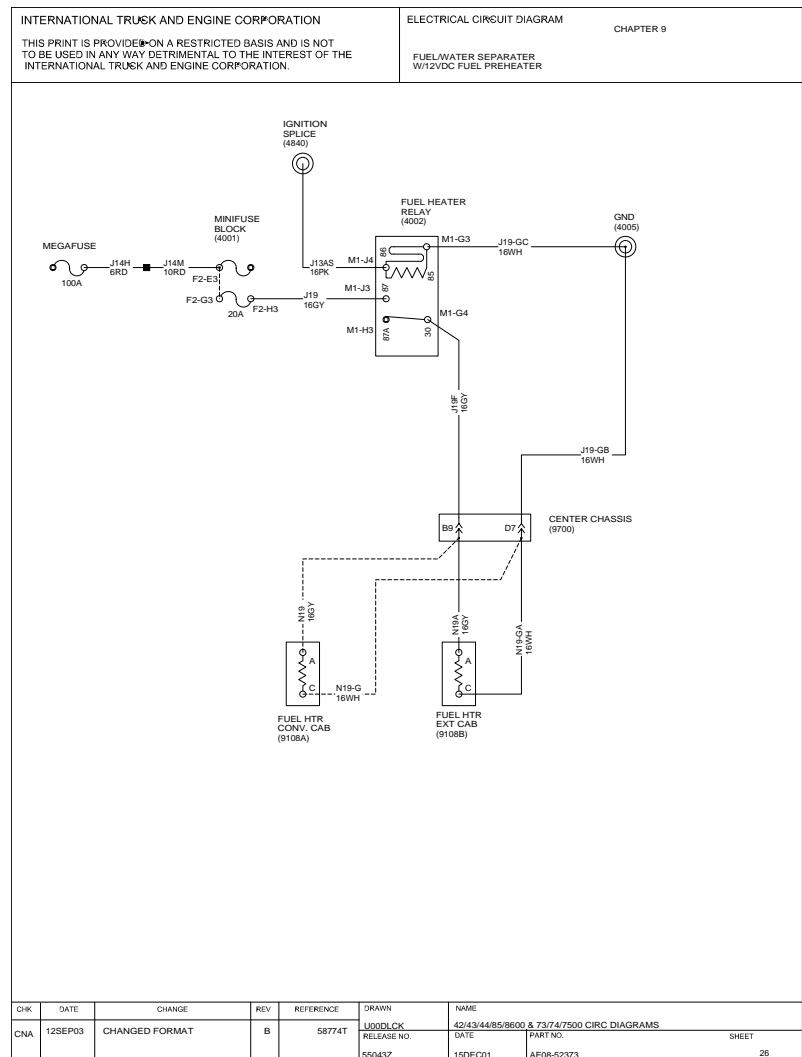 INTERNATIONAL TRUCK AND ENGINE CORPORATION
THIS PRINT IS PROVIDED ON A RESTRICTED BASIS AND IS NOT
TO BE USED IN ANY WAY DETRIMENTAL TO THE INTEREST OF THE
INTERNATIONAL TRUCK AND ENGINE CORPORATION.
ELECTRICAL CIRCUIT DIAGRAM
CHAPTER 9
FUEL/WATER SEPARATER
W/12VDC FUEL PREHEATER
IGNITION
SPLICE
(4840)
FUEL HEATER
RELAY
(4002)
GND
(4005)
MINIFUSE
BLOCK
(4001)
MEGAFUSE
100A
J14H
6RD
J14M
10RD
F2-E3
F2-G3
20A
F2-H3
J13AS
16PK
M1-J4
M1-J3
J19
16GY
M1-H3
86
85
87
87A
30
M1-G3
M1-G4
J19-GC
16WH
J19F
16GY
J19-GB
16WH
B9
D7
CENTER CHASSIS
(9700)
N19
16GY
N19A
16GY
N19-GA
16WH
A
C
N19-G
16WH
A
C
FUEL HTR
CONV. CAB
(9108A)
FUEL HTR
EXT CAB
(9108B)
CHK DATE CHANGE REV REFERENCE DRAWN NAME
CNA 12SEP03 CHANGED FORMAT B 58774T
U00DLCK
42/43/44/85/8600 & 73/74/7500 CIRC DIAGRAMS
RELEASE NO. DATE PART NO. SHEET
55043Z 15DEC01 AE08-52373 26